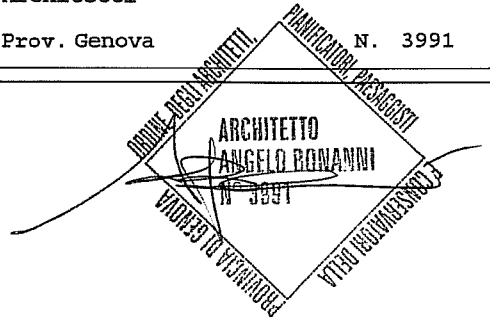 Prov. Genova N. 3991
ORDINE DEGLI ARCHITETTI,
PIANIFICATORI, PAESAGGISTI
E CONSERVATORI DELLA
PROVINCIA DI GENOVA
ARCHITETTO
ANGELO BONANNI
N° 3991